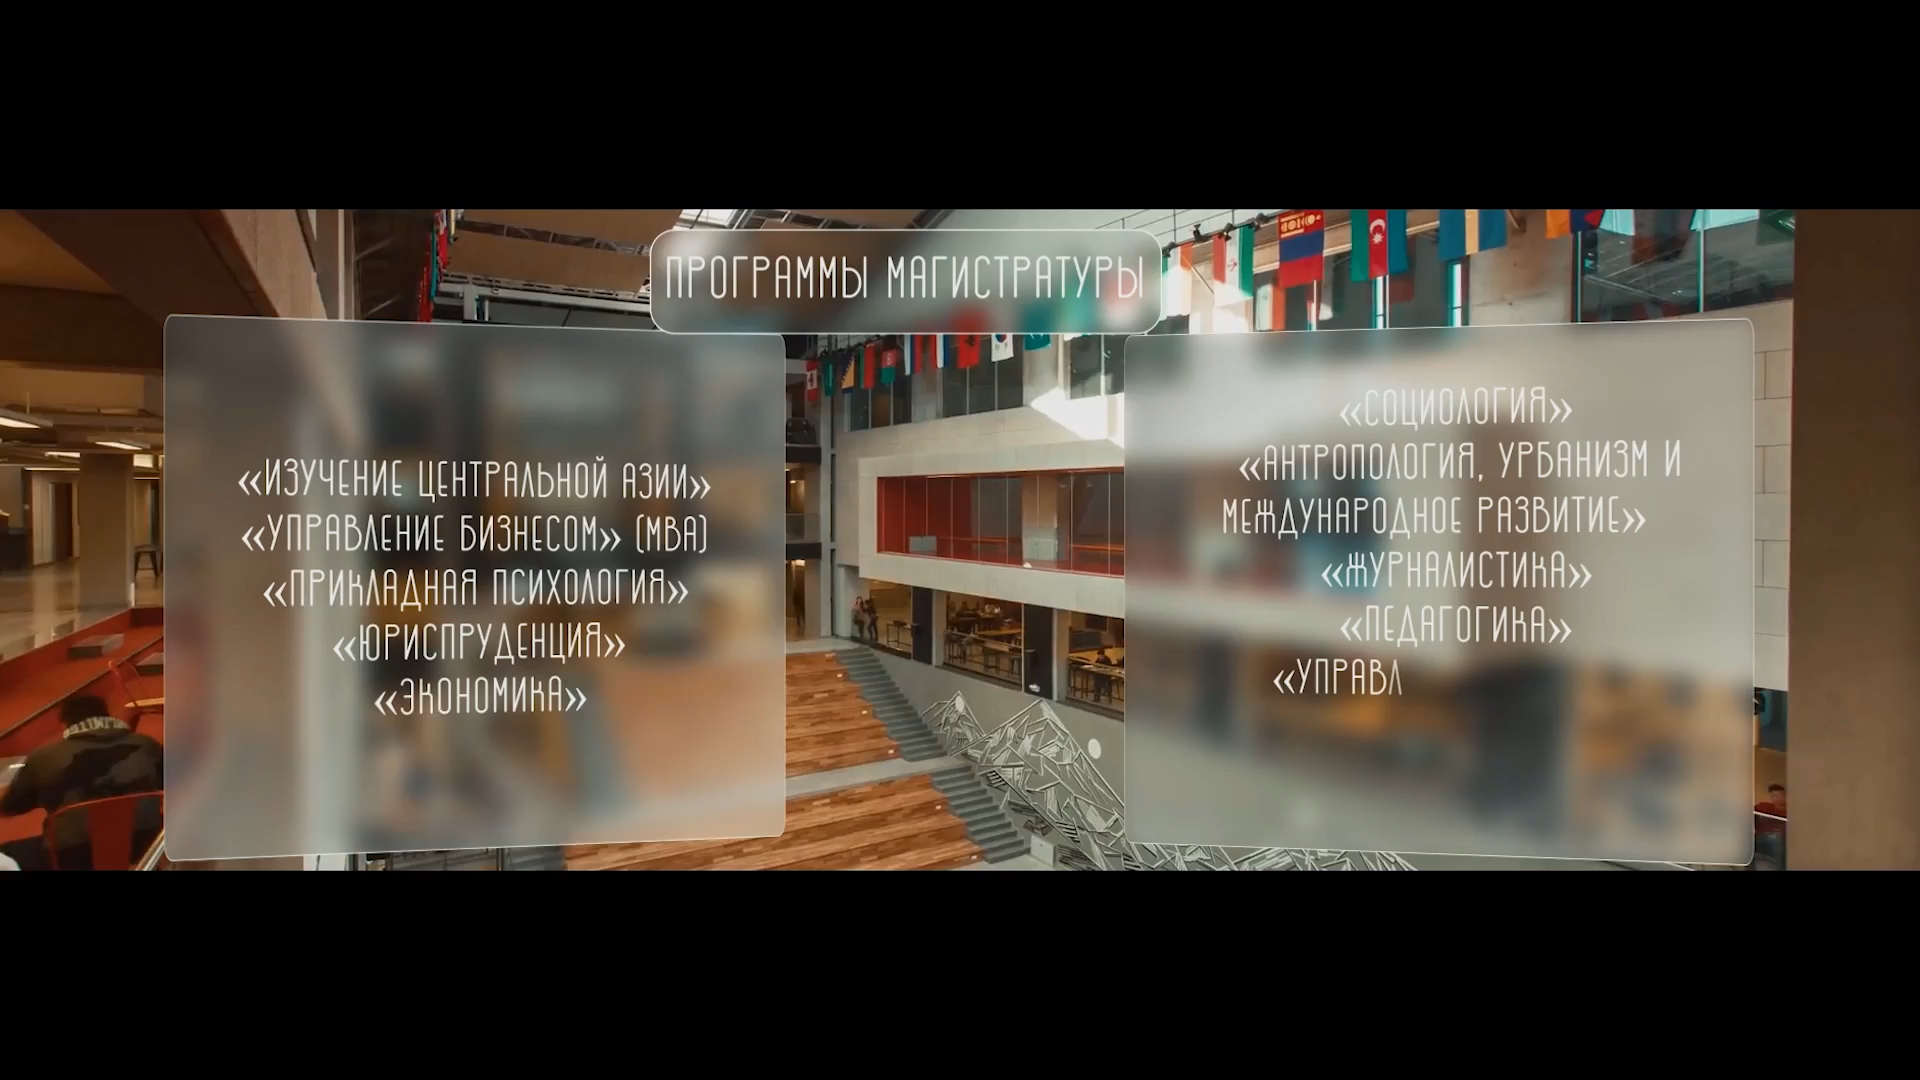 ПРОГРАММЫ МАГИСТРАТУРЫ
«ИЗУЧЕНИЕ ЦЕНТРАЛЬНОЙ АЗИИ»
«УПРАВЛЕНИЕ БИЗНЕСОМ» (МВА)
«ПРИКЛАДНАЯ ПСИХОЛОГИЯ»
«ЮРИСПРУДЕНЦИЯ»
«ЭКОНОМИКА»
«СОЦИОЛОГИЯ»
«АНТРОПОЛОГИЯ, УРБАНИЗМ И
МЕЖДУНАРОДНОЕ РАЗВИТИЕ»
«ЖУРНАЛИСТИКА»
«ПЕДАГОГИКА»
«УПРАВЛ